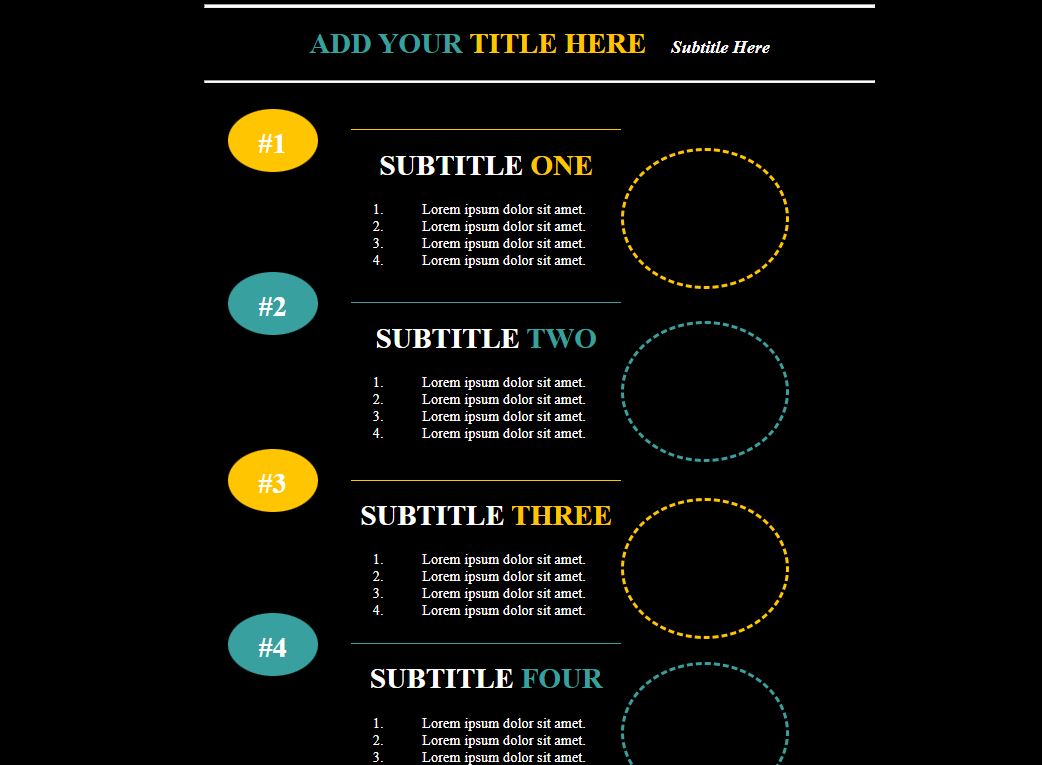 ADD YOUR TITLE HERE Subtitle Here
#1
SUBTITLE ONE
1. Lorem ipsum dolor sit amet.
2. Lorem ipsum dolor sit amet.
3. Lorem ipsum dolor sit amet.
4. Lorem ipsum dolor sit amet.
#2
SUBTITLE TWO
1. Lorem ipsum dolor sit amet.
2. Lorem ipsum dolor sit amet.
3. Lorem ipsum dolor sit amet.
4. Lorem ipsum dolor sit amet.
#3
SUBTITLE THREE
1. Lorem ipsum dolor sit amet.
2. Lorem ipsum dolor sit amet.
3. Lorem ipsum dolor sit amet.
4. Lorem ipsum dolor sit amet.
#4
SUBTITLE FOUR
1. Lorem ipsum dolor sit amet.
2. Lorem ipsum dolor sit amet.
3. Lorem ipsum dolor sit amet.